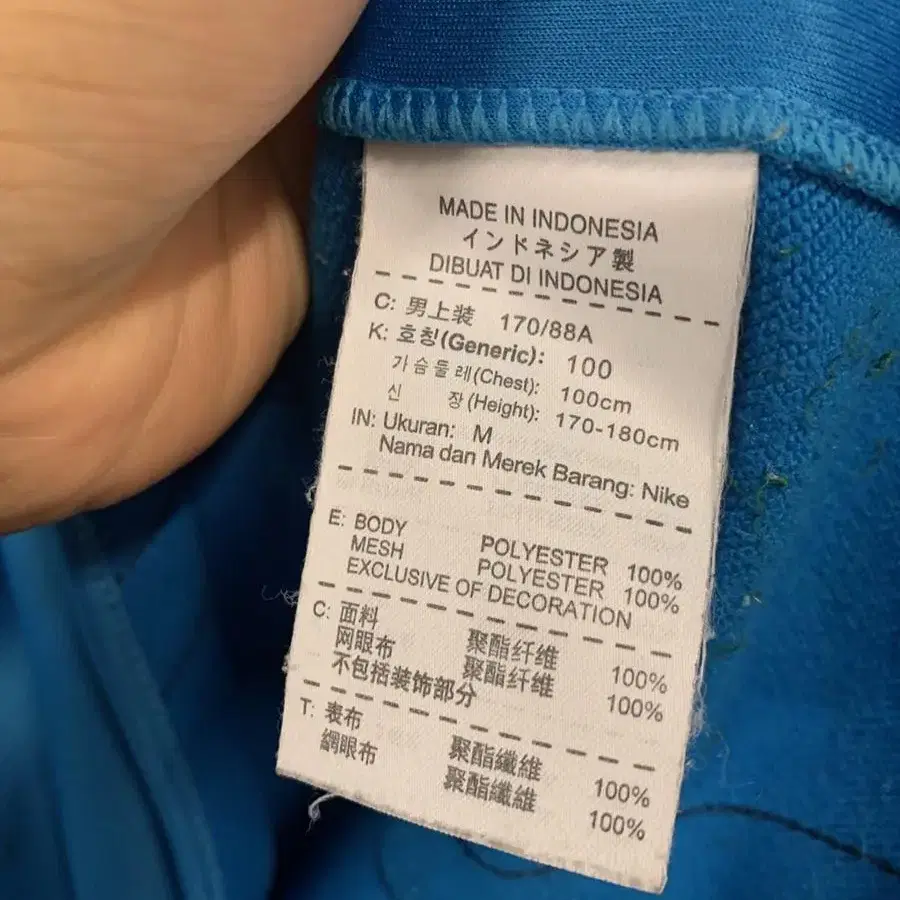 MADE IN INDONESIA
インドネシア製
DIBUAT DI INDONESIA
C: 男上装 170/88A
K: 호칭(Generic): 100
가슴둘레(Chest): 100cm
신 장(Height): 170-180cm
IN: Ukuran: M
Nama dan Merek Barang: Nike
E: BODY POLYESTER 100%
MESH POLYESTER 100%
EXCLUSIVE OF DECORATION
C: 面料 聚酯纤维 100%
网眼布 聚酯纤维 100%
不包括装饰部分
T: 表布 聚酯纖維 100%
網眼布 聚酯纖維 100%